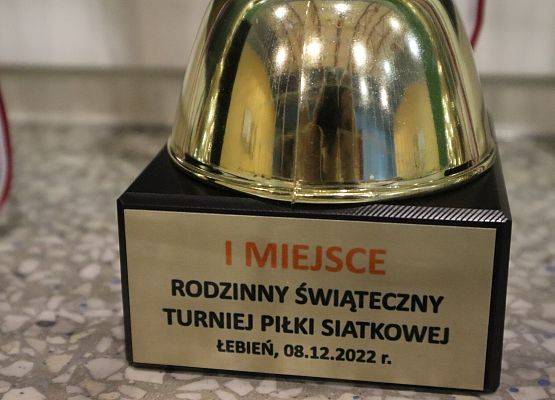 I MIEJSCE
RODZINNY ŚWIĄTECZNY
TURNIEJ PIŁKI SIATKOWEJ
ŁEBIEŃ, 08.12.2022 r.